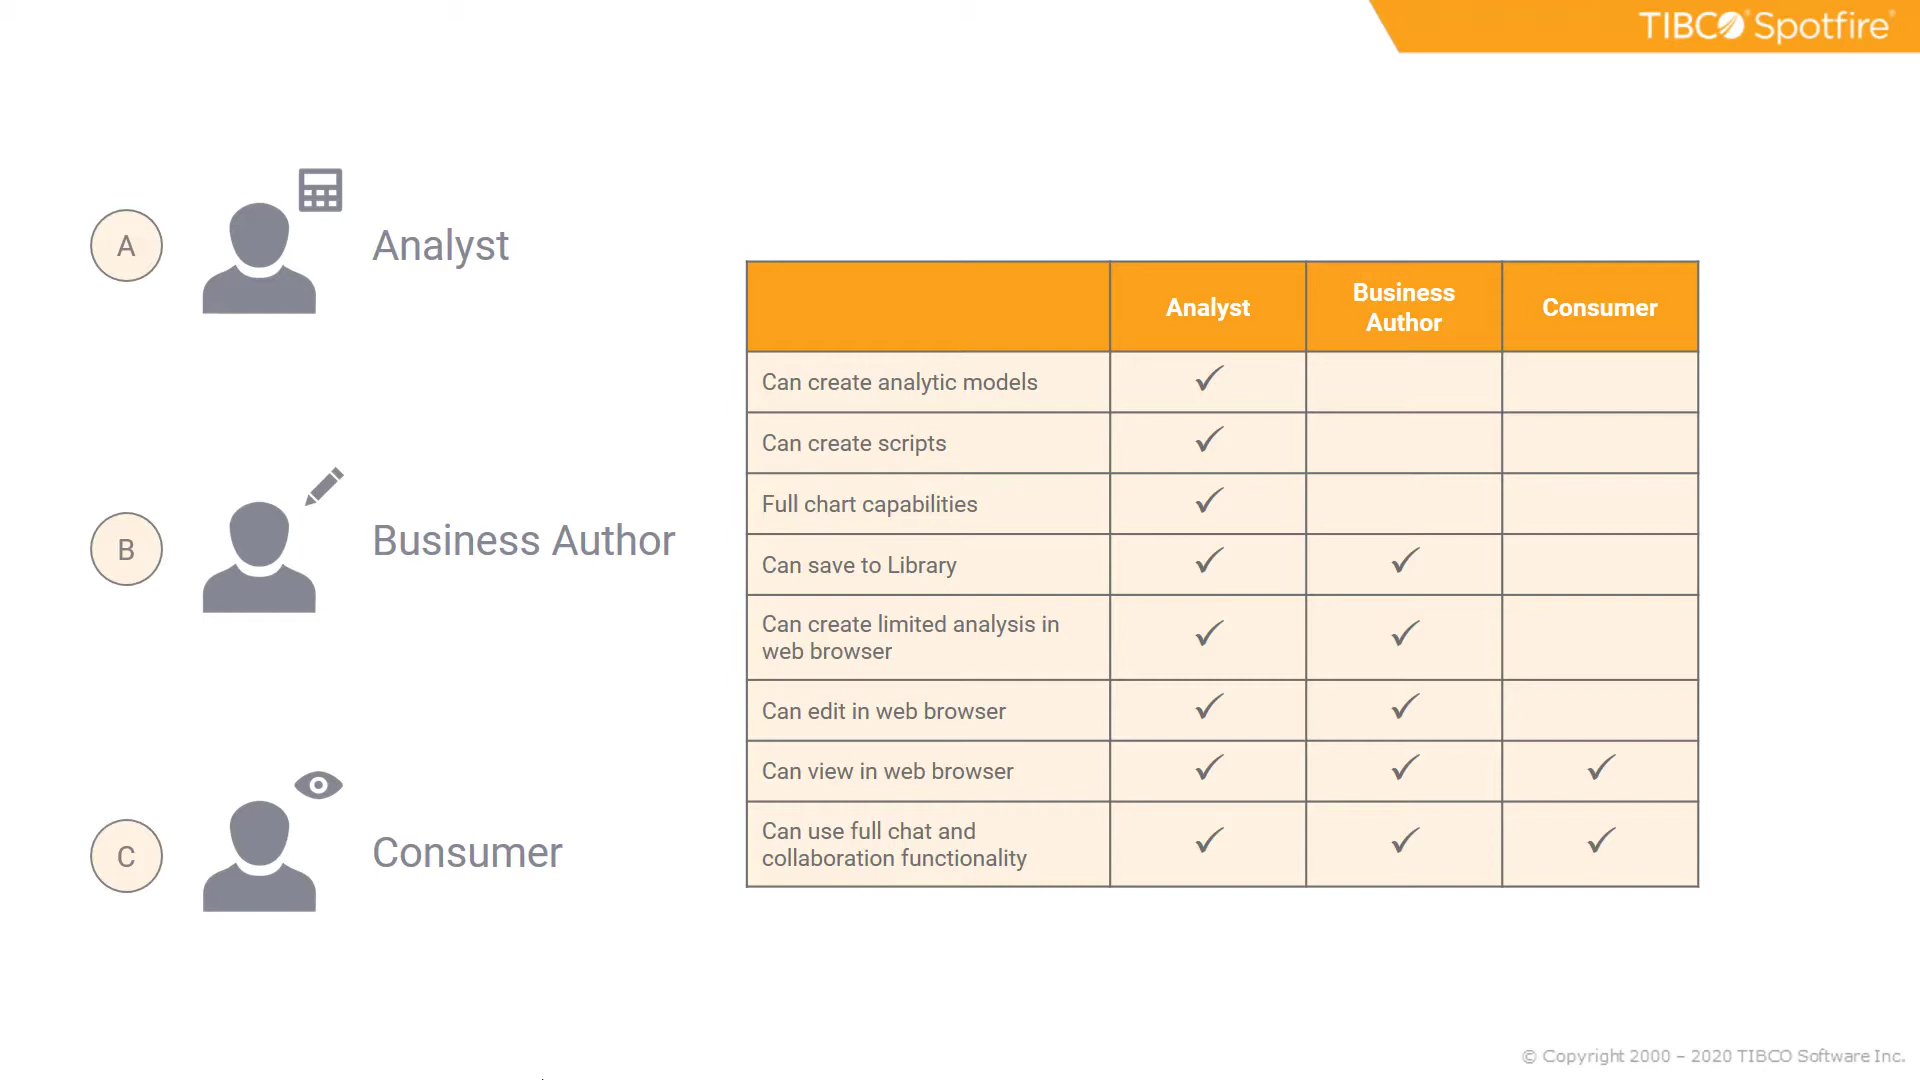 TIBCO® Spotfire®
A
Analyst
B
Business Author
C
Consumer
Analyst
Business
Author
Consumer
Can create analytic models ✓
Can create scripts ✓
Full chart capabilities ✓
Can save to Library ✓ ✓
Can create limited analysis in
web browser ✓ ✓
Can edit in web browser ✓ ✓
Can view in web browser ✓ ✓ ✓
Can use full chat and
collaboration functionality ✓ ✓ ✓
© Copyright 2000 – 2020 TIBCO Software Inc.